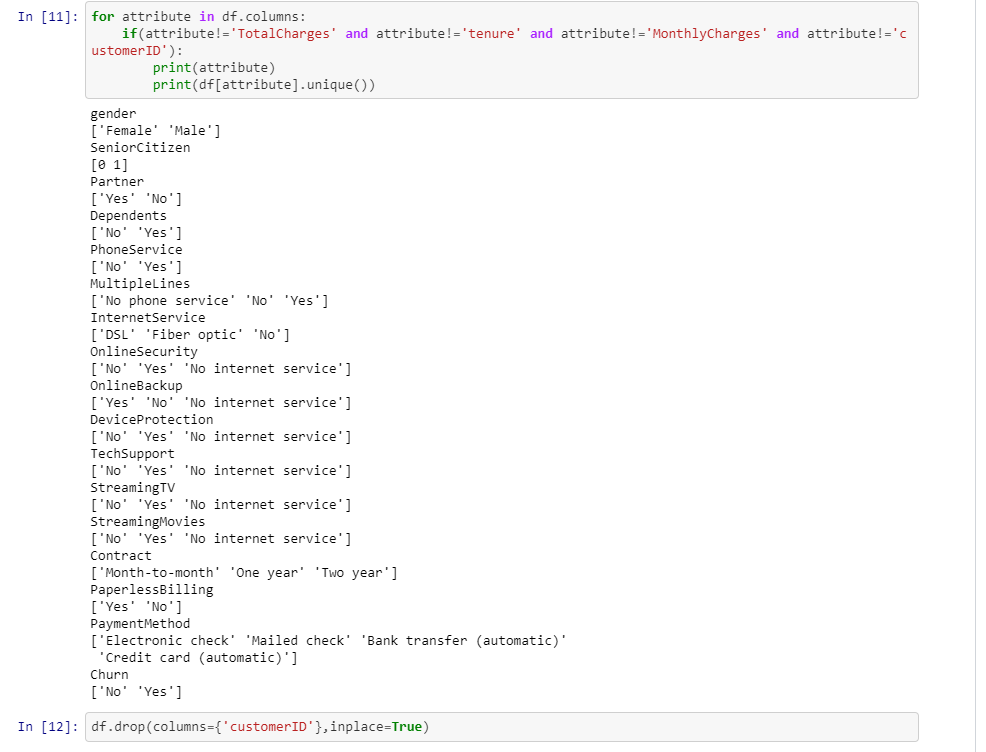 In [11]: for attribute in df.columns:
if(attribute!='TotalCharges' and attribute!='tenure' and attribute!='MonthlyCharges' and attribute!='c
ustomerID'):
print(attribute)
print(df[attribute].unique())
gender
['Female' 'Male']
SeniorCitizen
[0 1]
Partner
['Yes' 'No']
Dependents
['No' 'Yes']
PhoneService
['No' 'Yes']
MultipleLines
['No phone service' 'No' 'Yes']
InternetService
['DSL' 'Fiber optic' 'No']
OnlineSecurity
['No' 'Yes' 'No internet service']
OnlineBackup
['Yes' 'No' 'No internet service']
DeviceProtection
['No' 'Yes' 'No internet service']
TechSupport
['No' 'Yes' 'No internet service']
StreamingTV
['No' 'Yes' 'No internet service']
StreamingMovies
['No' 'Yes' 'No internet service']
Contract
['Month-to-month' 'One year' 'Two year']
PaperlessBilling
['Yes' 'No']
PaymentMethod
['Electronic check' 'Mailed check' 'Bank transfer (automatic)'
'Credit card (automatic)']
Churn
['No' 'Yes']
In [12]: df.drop(columns={'customerID'},inplace=True)